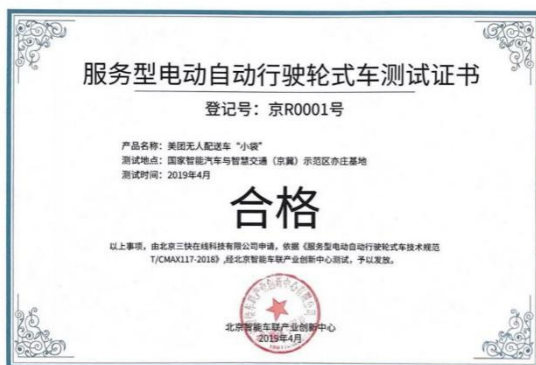 服务型电动自动行驶轮式车测试证书
登记号：京R0001号
产品名称：美团无人配送车“小袋”
测试地点：国家智能汽车与智慧交通（京冀）示范区亦庄基地
测试时间：2019年4月
合格
以上事项，由北京三快在线科技有限公司申请，依据《服务型电动自动行驶轮式车技术规范
T/CMAX117-2018》,经北京智能车联产业创新中心测试，予以发放。
北京智能车联产业创新中心
2019年4月